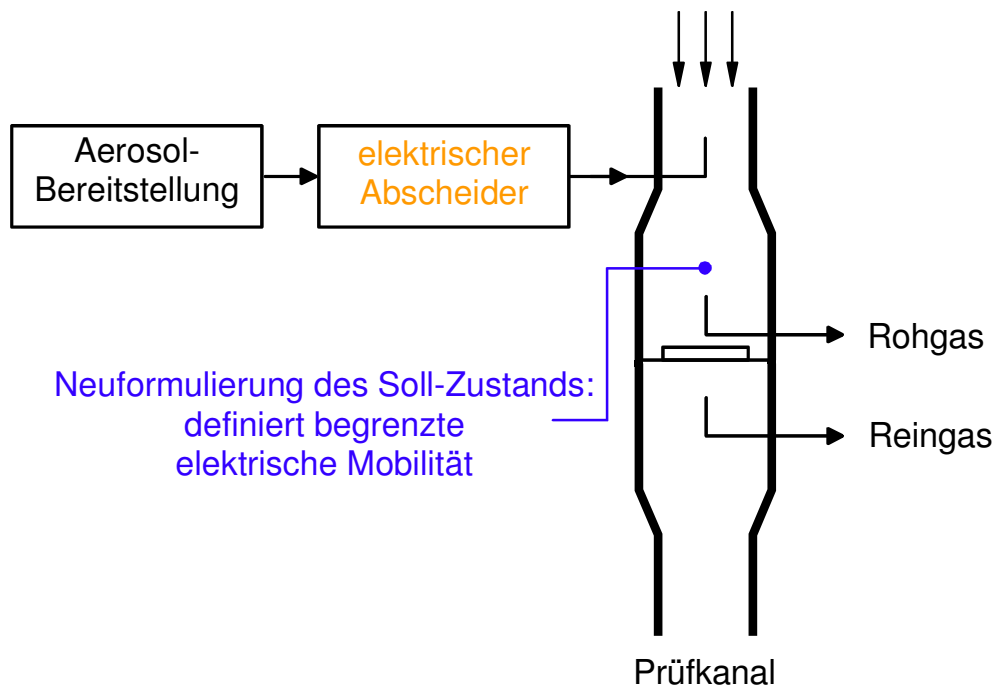 Aerosol-
Bereitstellung
elektrischer
Abscheider
Rohgas
Neuformulierung des Soll-Zustands:
definiert begrenzte
elektrische Mobilität
Reingas
Prüfkanal